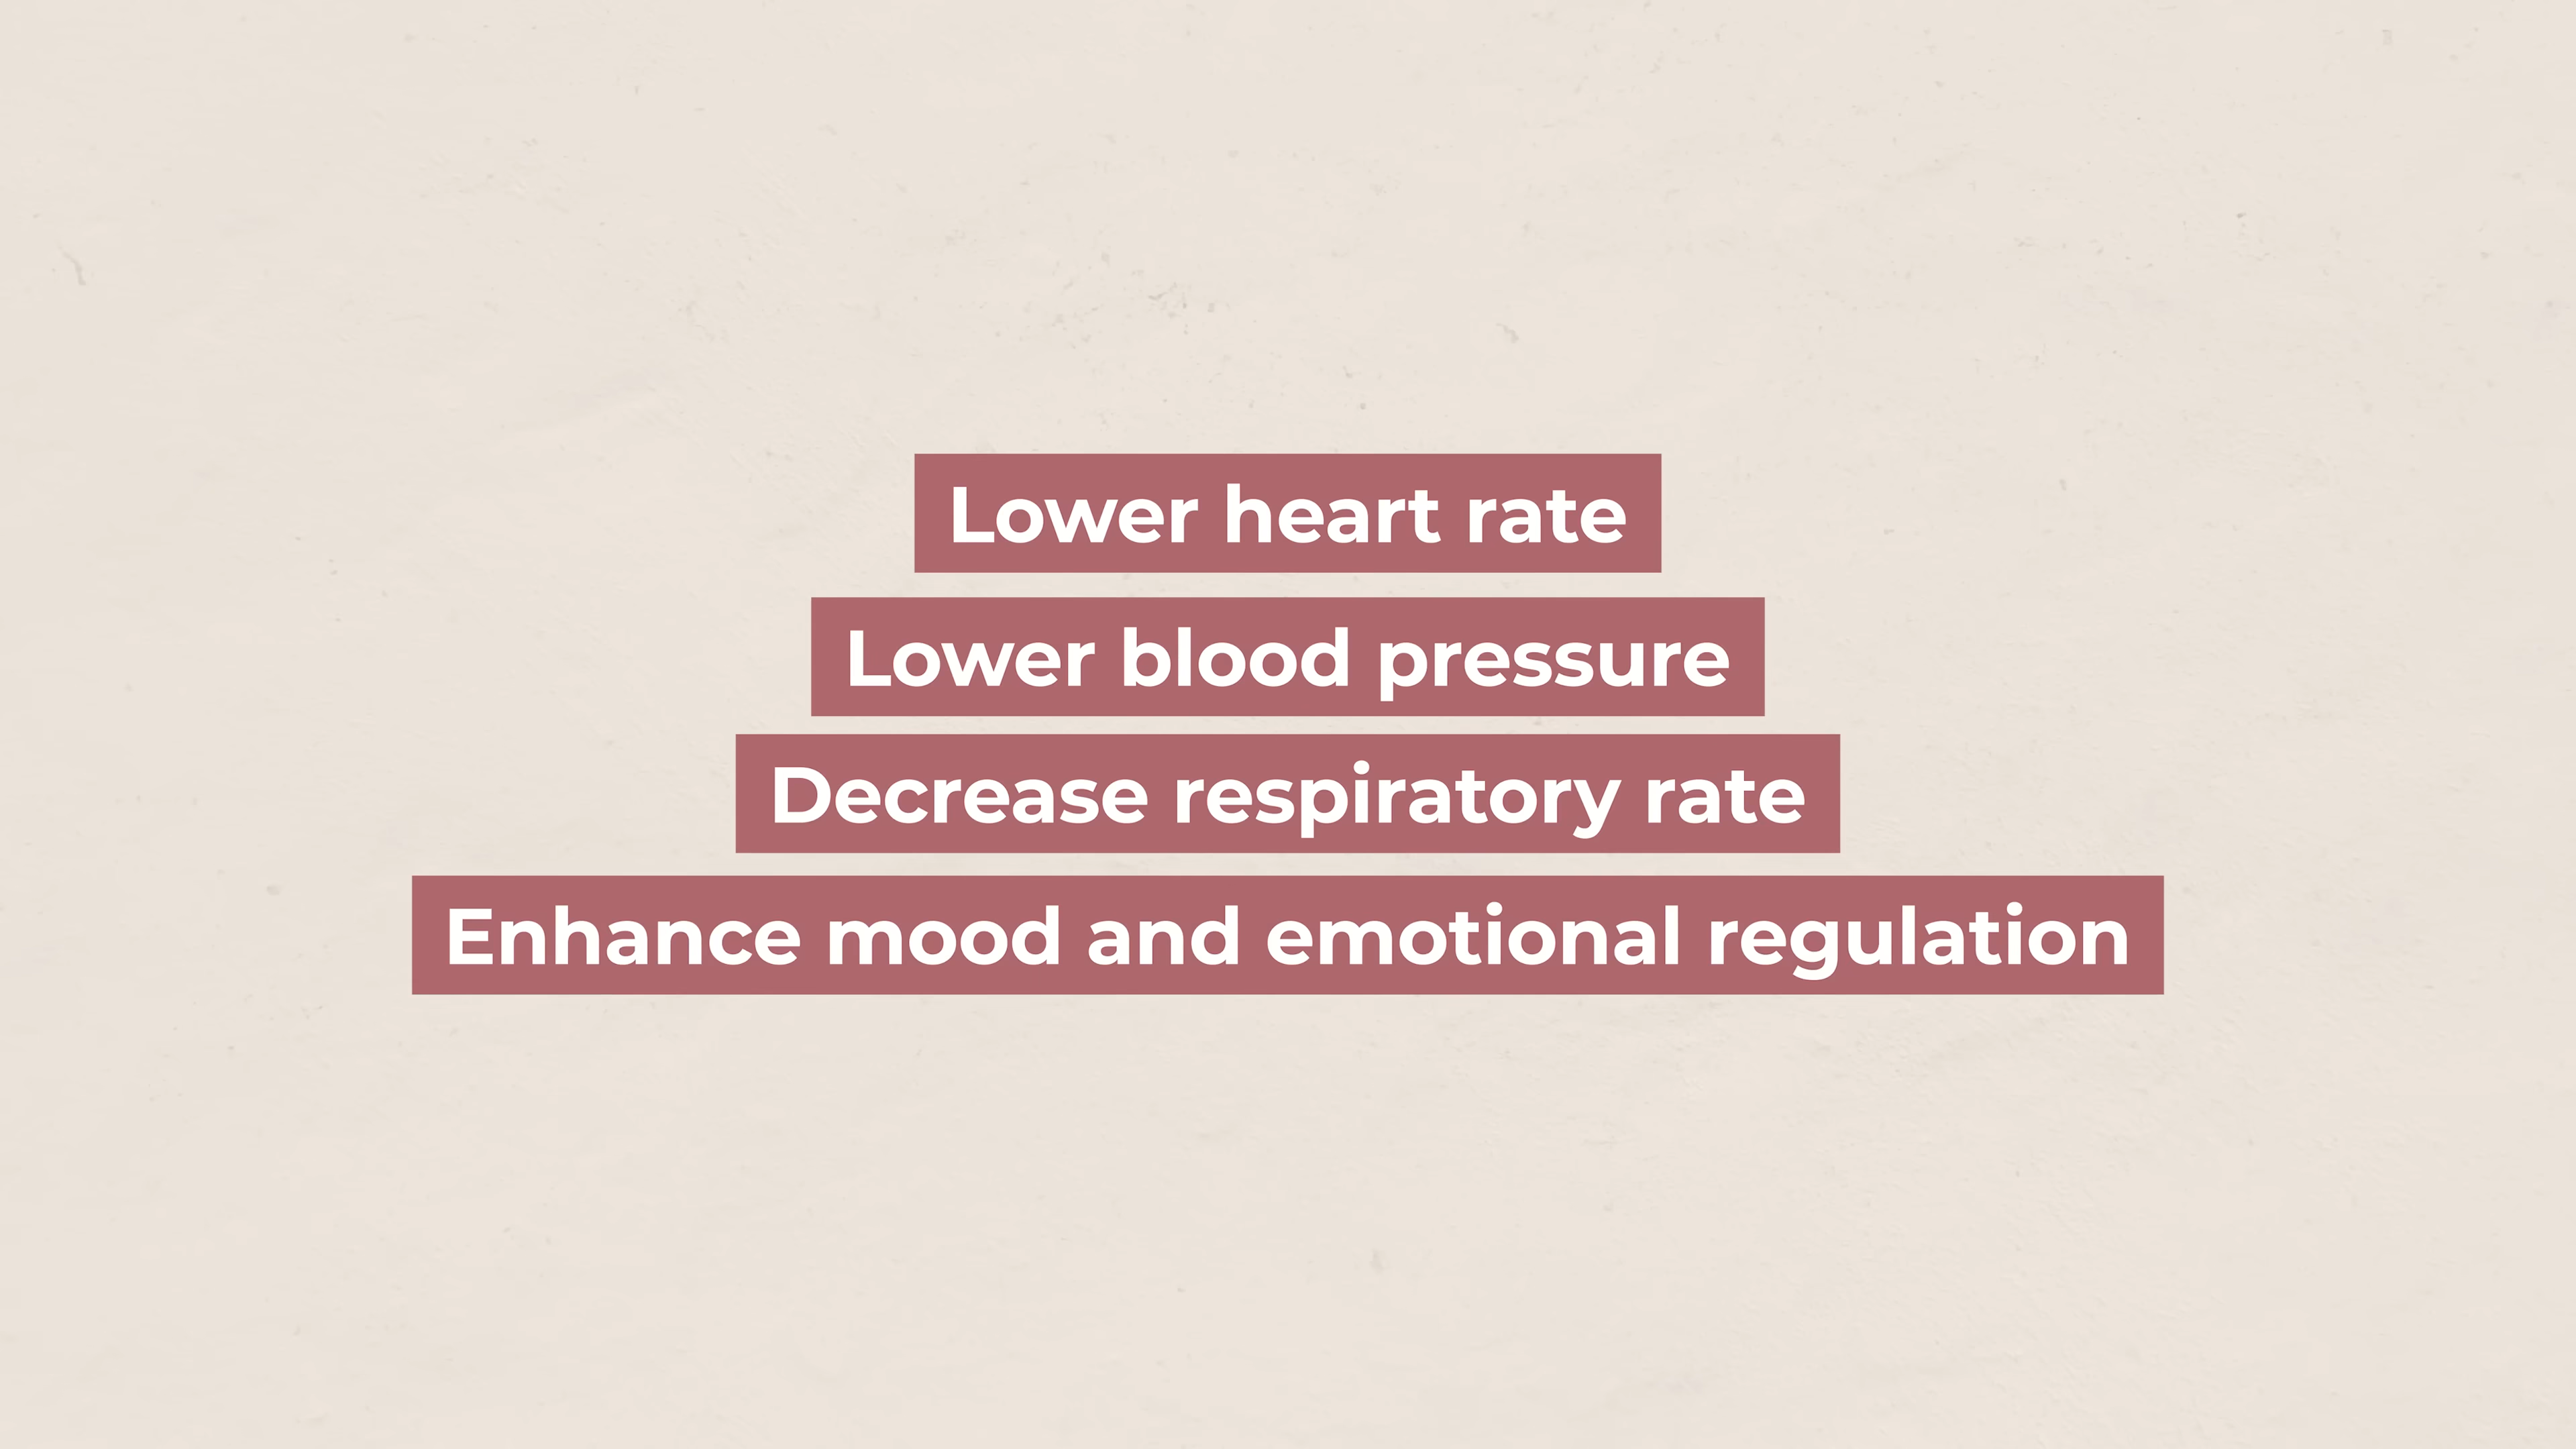 Lower heart rate
Lower blood pressure
Decrease respiratory rate
Enhance mood and emotional regulation